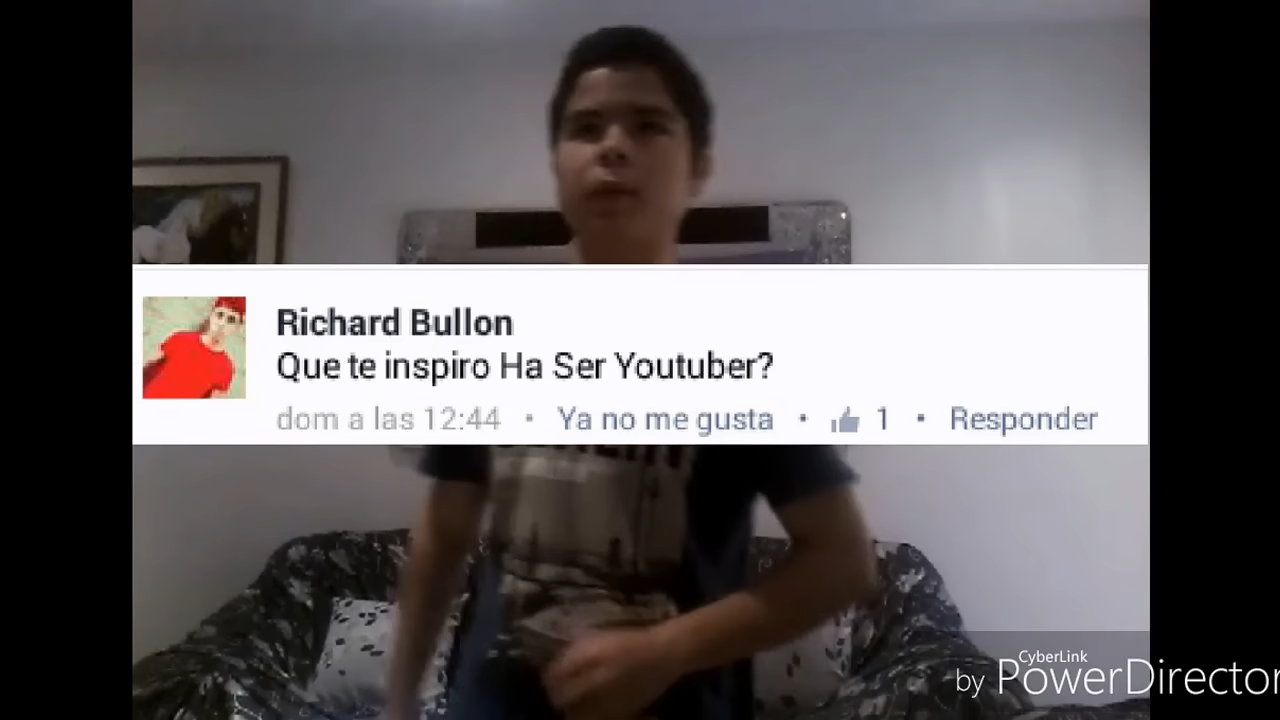 Richard Bullon
Que te inspiro Ha Ser Youtuber?
dom a las 12:44 • Ya no me gusta • 1 • Responder
CyberLink
by PowerDirector